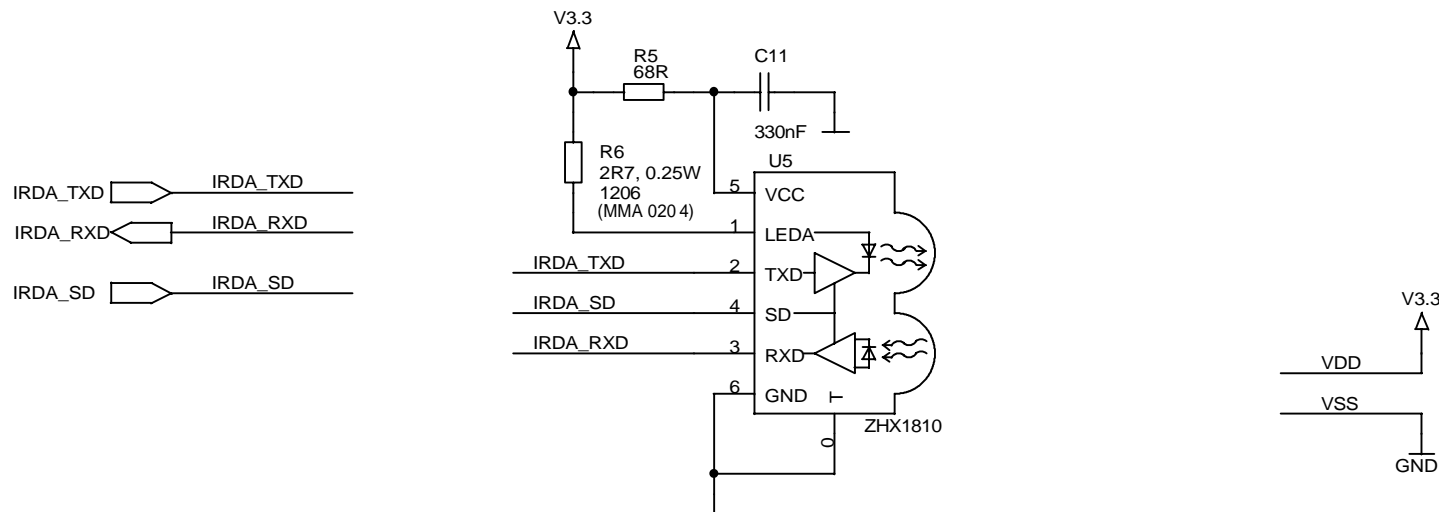 V3.3
R5
68R
C11
330nF
R6
2R7, 0.25W
1206
(MMA 020 4)
U5
IRDA_TXD IRDA_TXD
IRDA_RXD IRDA_RXD
IRDA_SD IRDA_SD
5 VCC
1 LEDA
IRDA_TXD 2 TXD
IRDA_SD 4 SD
IRDA_RXD 3 RXD
6 GND T
0
ZHX1810
V3.3
VDD
VSS
GND